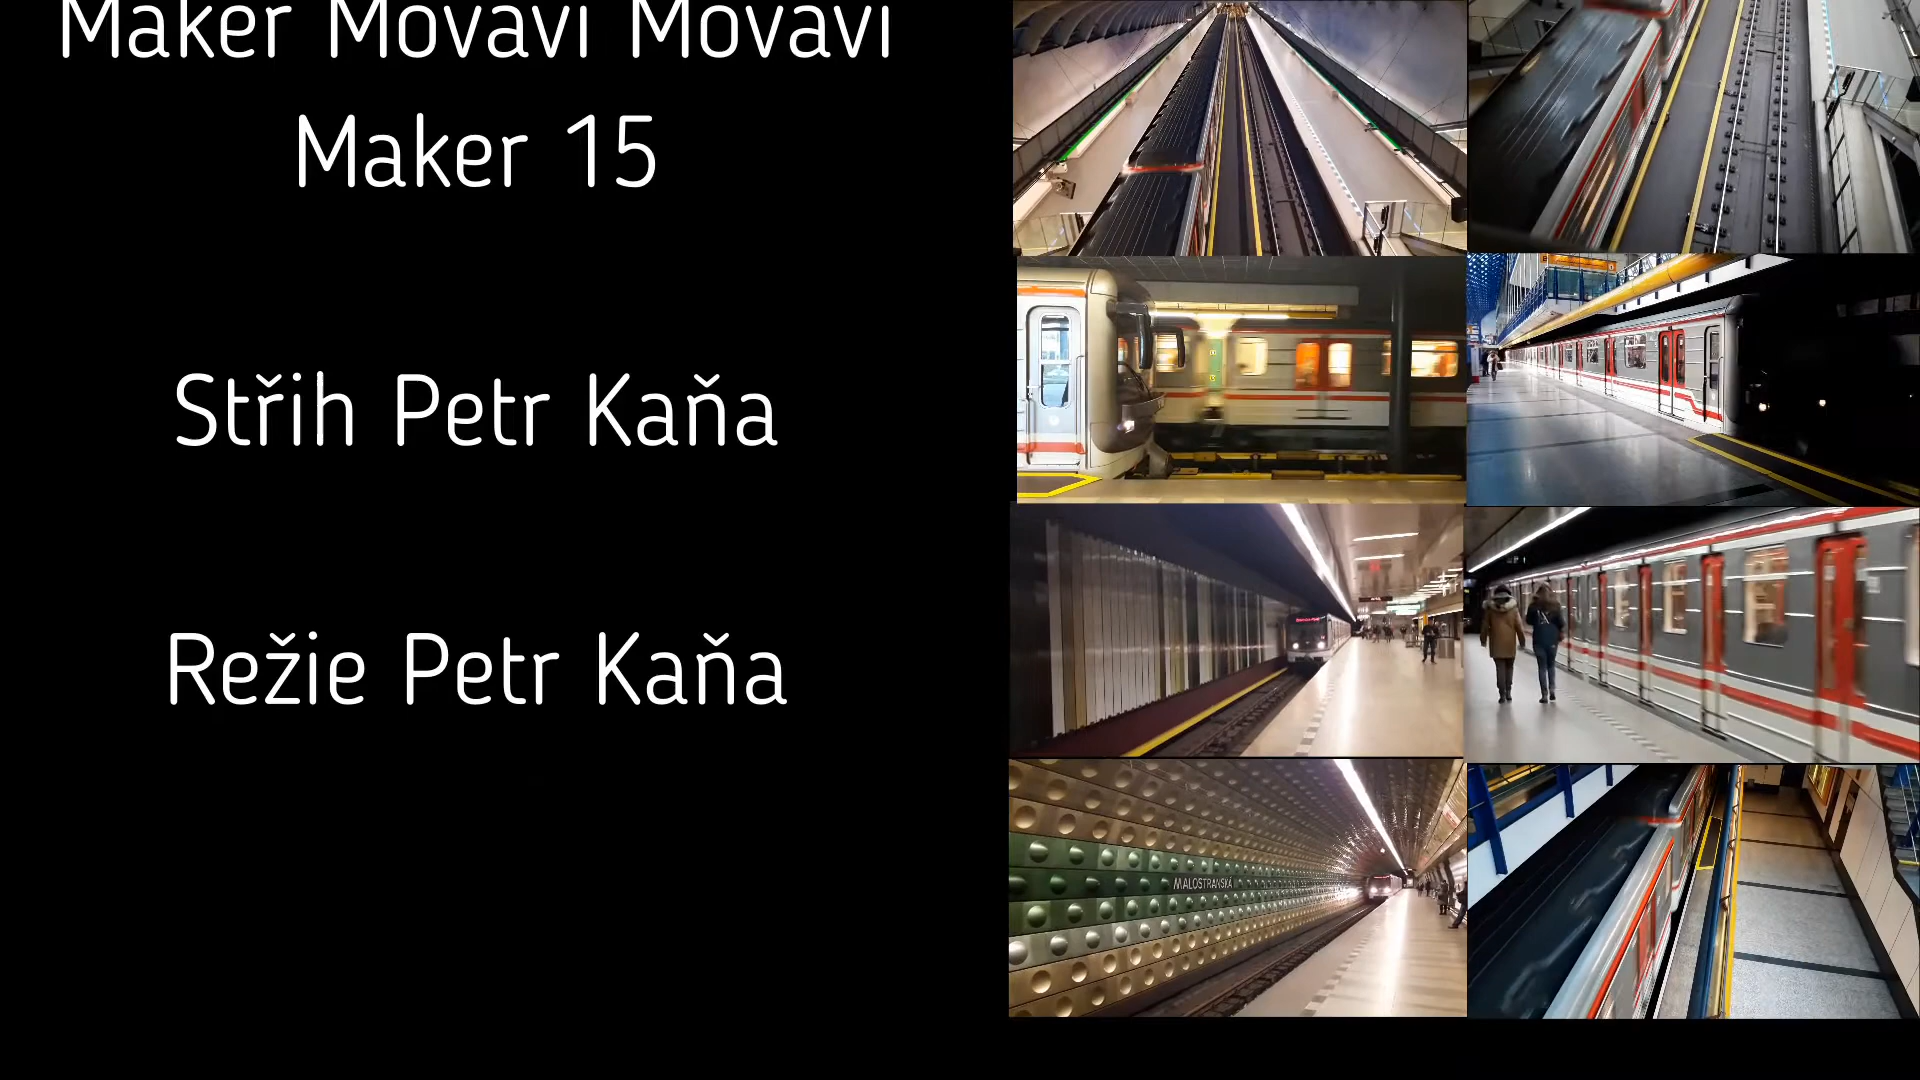 Maker Movavi Movavi
Maker 15
Střih Petr Kaňa
Režie Petr Kaňa
MALOSTRANSKÁ